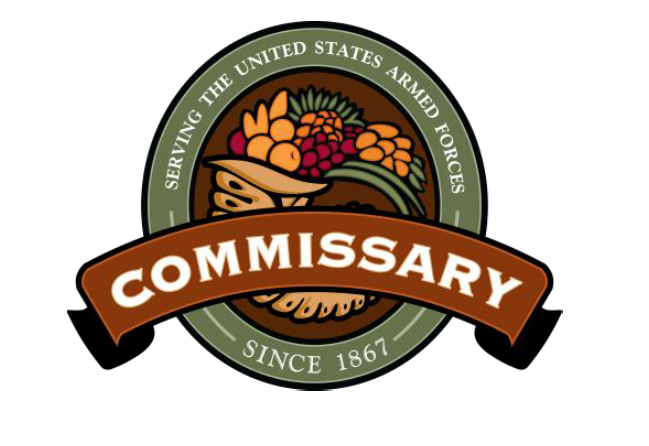 SERVING THE UNITED STATES ARMED FORCES
COMMISSARY
SINCE 1867